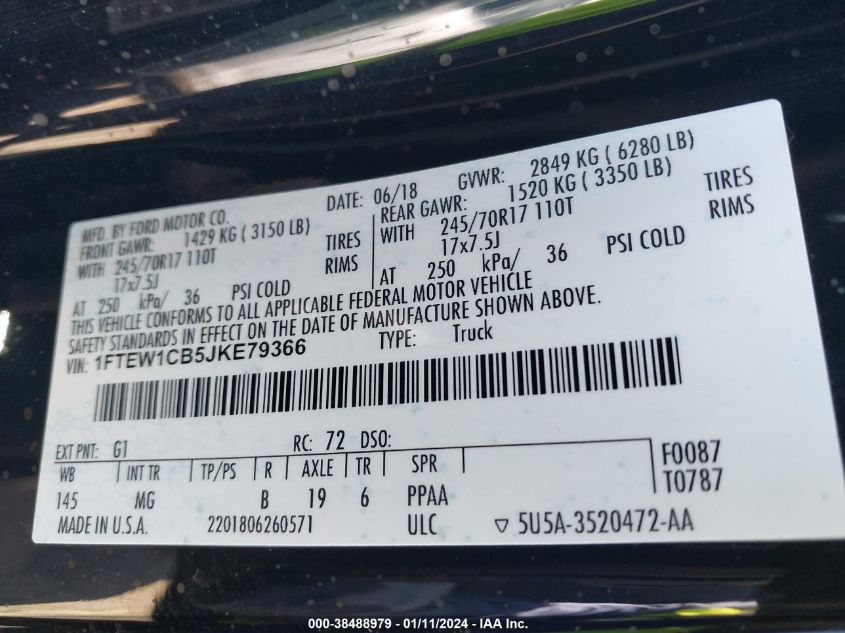 MFD. BY FORD MOTOR CO.
DATE: 06/18
GVWR: 2849 KG ( 6280 LB)
FRONT GAWR: 1429 KG ( 3150 LB)
WITH 245/70R17 110T TIRES
17x7.5J RIMS
AT 250 kPa/ 36 PSI COLD
REAR GAWR: 1520 KG ( 3350 LB)
WITH 245/70R17 110T TIRES
17x7.5J RIMS
AT 250 kPa/ 36 PSI COLD
THIS VEHICLE CONFORMS TO ALL APPLICABLE FEDERAL MOTOR VEHICLE
SAFETY STANDARDS IN EFFECT ON THE DATE OF MANUFACTURE SHOWN ABOVE.
VIN: 1FTEW1CB5JKE79366 TYPE: Truck
EXT PNT: G1 RC: 72 DSO:
WB INT TR TP/PS R AXLE TR SPR F0087
145 MG B 19 6 PPAA T0787
MADE IN U.S.A. 2201806260571 ULC ▽ 5U5A-3520472-AA
000-38488979 - 01/11/2024 - IAA Inc.